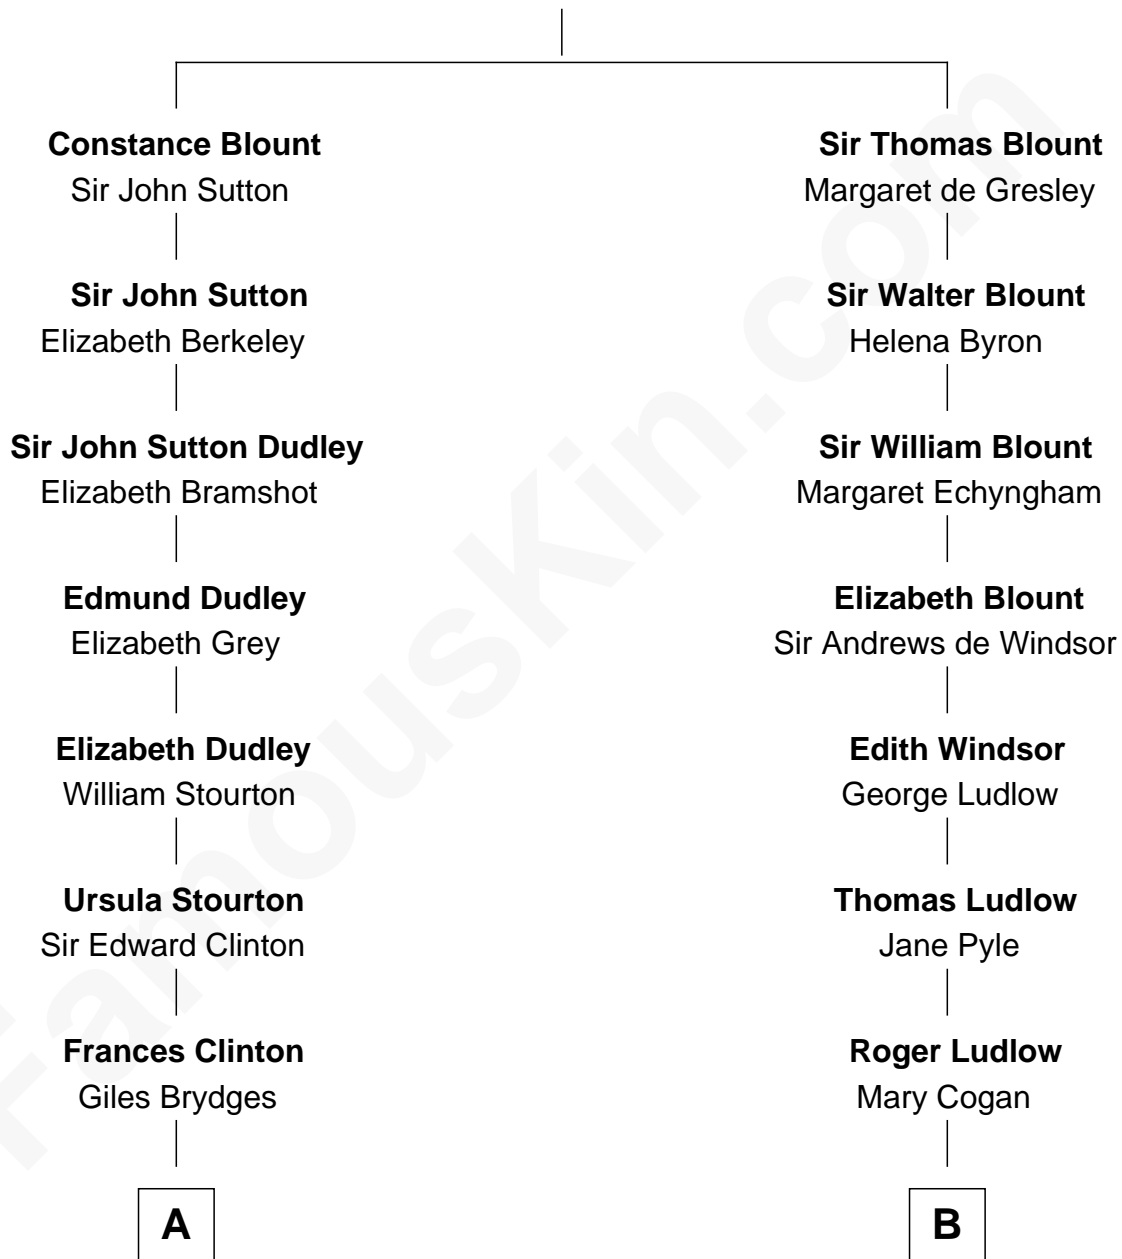 Constance Blount
Sir John Sutton
Sir Thomas Blount
Margaret de Gresley
Sir John Sutton
Elizabeth Berkeley
Sir Walter Blount
Helena Byron
Sir John Sutton Dudley
Elizabeth Bramshot
Sir William Blount
Margaret Echyngham
Edmund Dudley
Elizabeth Grey
Elizabeth Blount
Sir Andrews de Windsor
Elizabeth Dudley
William Stourton
Edith Windsor
George Ludlow
Ursula Stourton
Sir Edward Clinton
Thomas Ludlow
Jane Pyle
Frances Clinton
Giles Brydges
Roger Ludlow
Mary Cogan
A
B
FamousKin.com